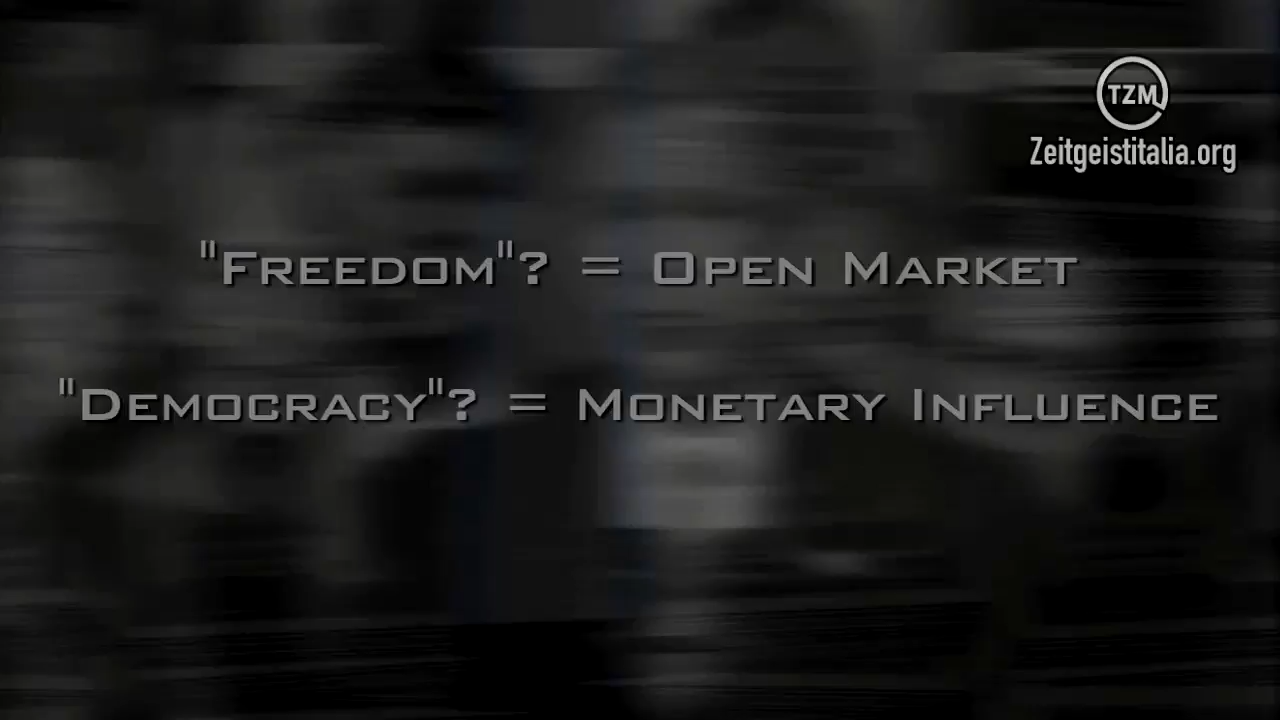 TZM
Zeitgeistitalia.org
"Freedom"? = Open Market
"Democracy"? = Monetary Influence